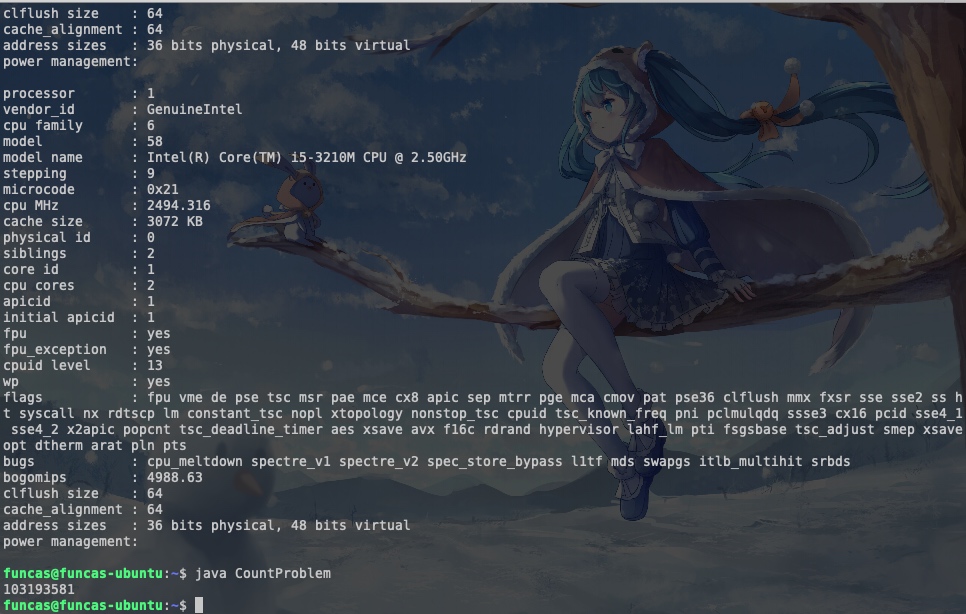 clflush size    : 64
cache_alignment : 64
address sizes   : 36 bits physical, 48 bits virtual
power management:
processor       : 1
vendor_id       : GenuineIntel
cpu family      : 6
model           : 58
model name      : Intel(R) Core(TM) i5-3210M CPU @ 2.50GHz
stepping        : 9
microcode       : 0x21
cpu MHz         : 2494.316
cache size      : 3072 KB
physical id     : 0
siblings        : 2
core id         : 1
cpu cores       : 2
apicid          : 1
initial apicid  : 1
fpu             : yes
fpu_exception   : yes
cpuid level     : 13
wp              : yes
flags           : fpu vme de pse tsc msr pae mce cx8 apic sep mtrr pge mca cmov pat pse36 clflush mmx fxsr sse sse2 ss h
t syscall nx rdtscp lm constant_tsc nopl xtopology nonstop_tsc cpuid tsc_known_freq pni pclmulqdq ssse3 cx16 pcid sse4_1
 sse4_2 x2apic popcnt tsc_deadline_timer aes xsave avx f16c rdrand hypervisor lahf_lm pti fsgsbase tsc_adjust smep xsave
opt dtherm arat pln pts
bugs            : cpu_meltdown spectre_v1 spectre_v2 spec_store_bypass l1tf mds swapgs itlb_multihit srbds
bogomips        : 4988.63
clflush size    : 64
cache_alignment : 64
address sizes   : 36 bits physical, 48 bits virtual
power management:
funcas@funcas-ubuntu:~$ java CountProblem
103193581
funcas@funcas-ubuntu:~$